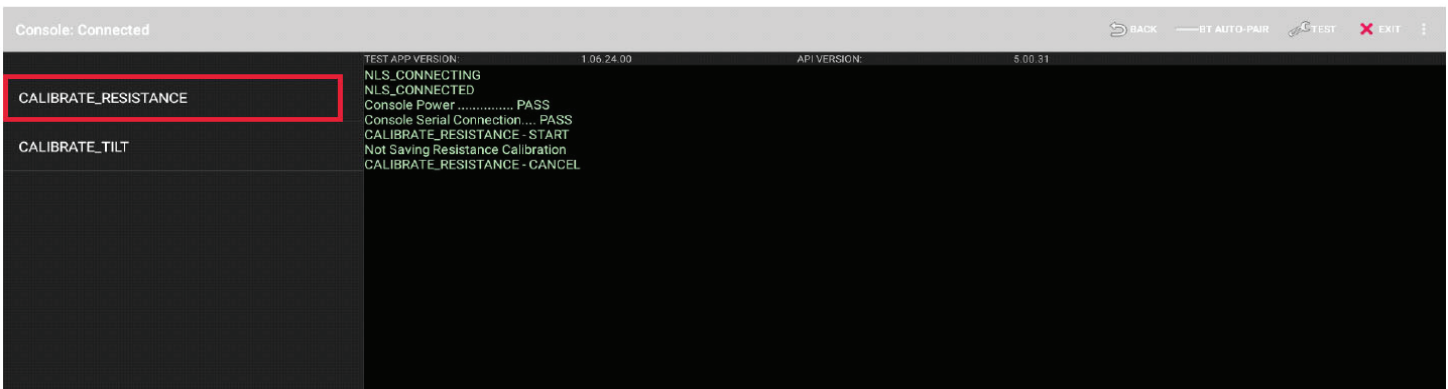 Console: Connected
BACK BT AUTO-PAIR TEST EXIT
TEST APP VERSION: 1.06.24.00 API VERSION: 5.00.31
CALIBRATE_RESISTANCE
CALIBRATE_TILT
NLS_CONNECTING
NLS_CONNECTED
Console Power ............... PASS
Console Serial Connection.... PASS
CALIBRATE_RESISTANCE - START
Not Saving Resistance Calibration
CALIBRATE_RESISTANCE - CANCEL